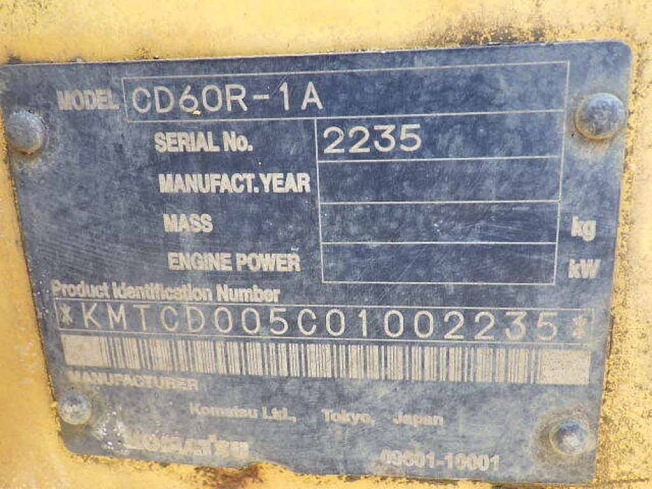 MODEL CD60R-1A
SERIAL No. 2235
MANUFACT. YEAR
MASS kg
ENGINE POWER kW
Product Identification Number
*KMTCD005C01002235*
MANUFACTURER
Komatsu Ltd., Tokyo, Japan
KOMATSU 09601-10001